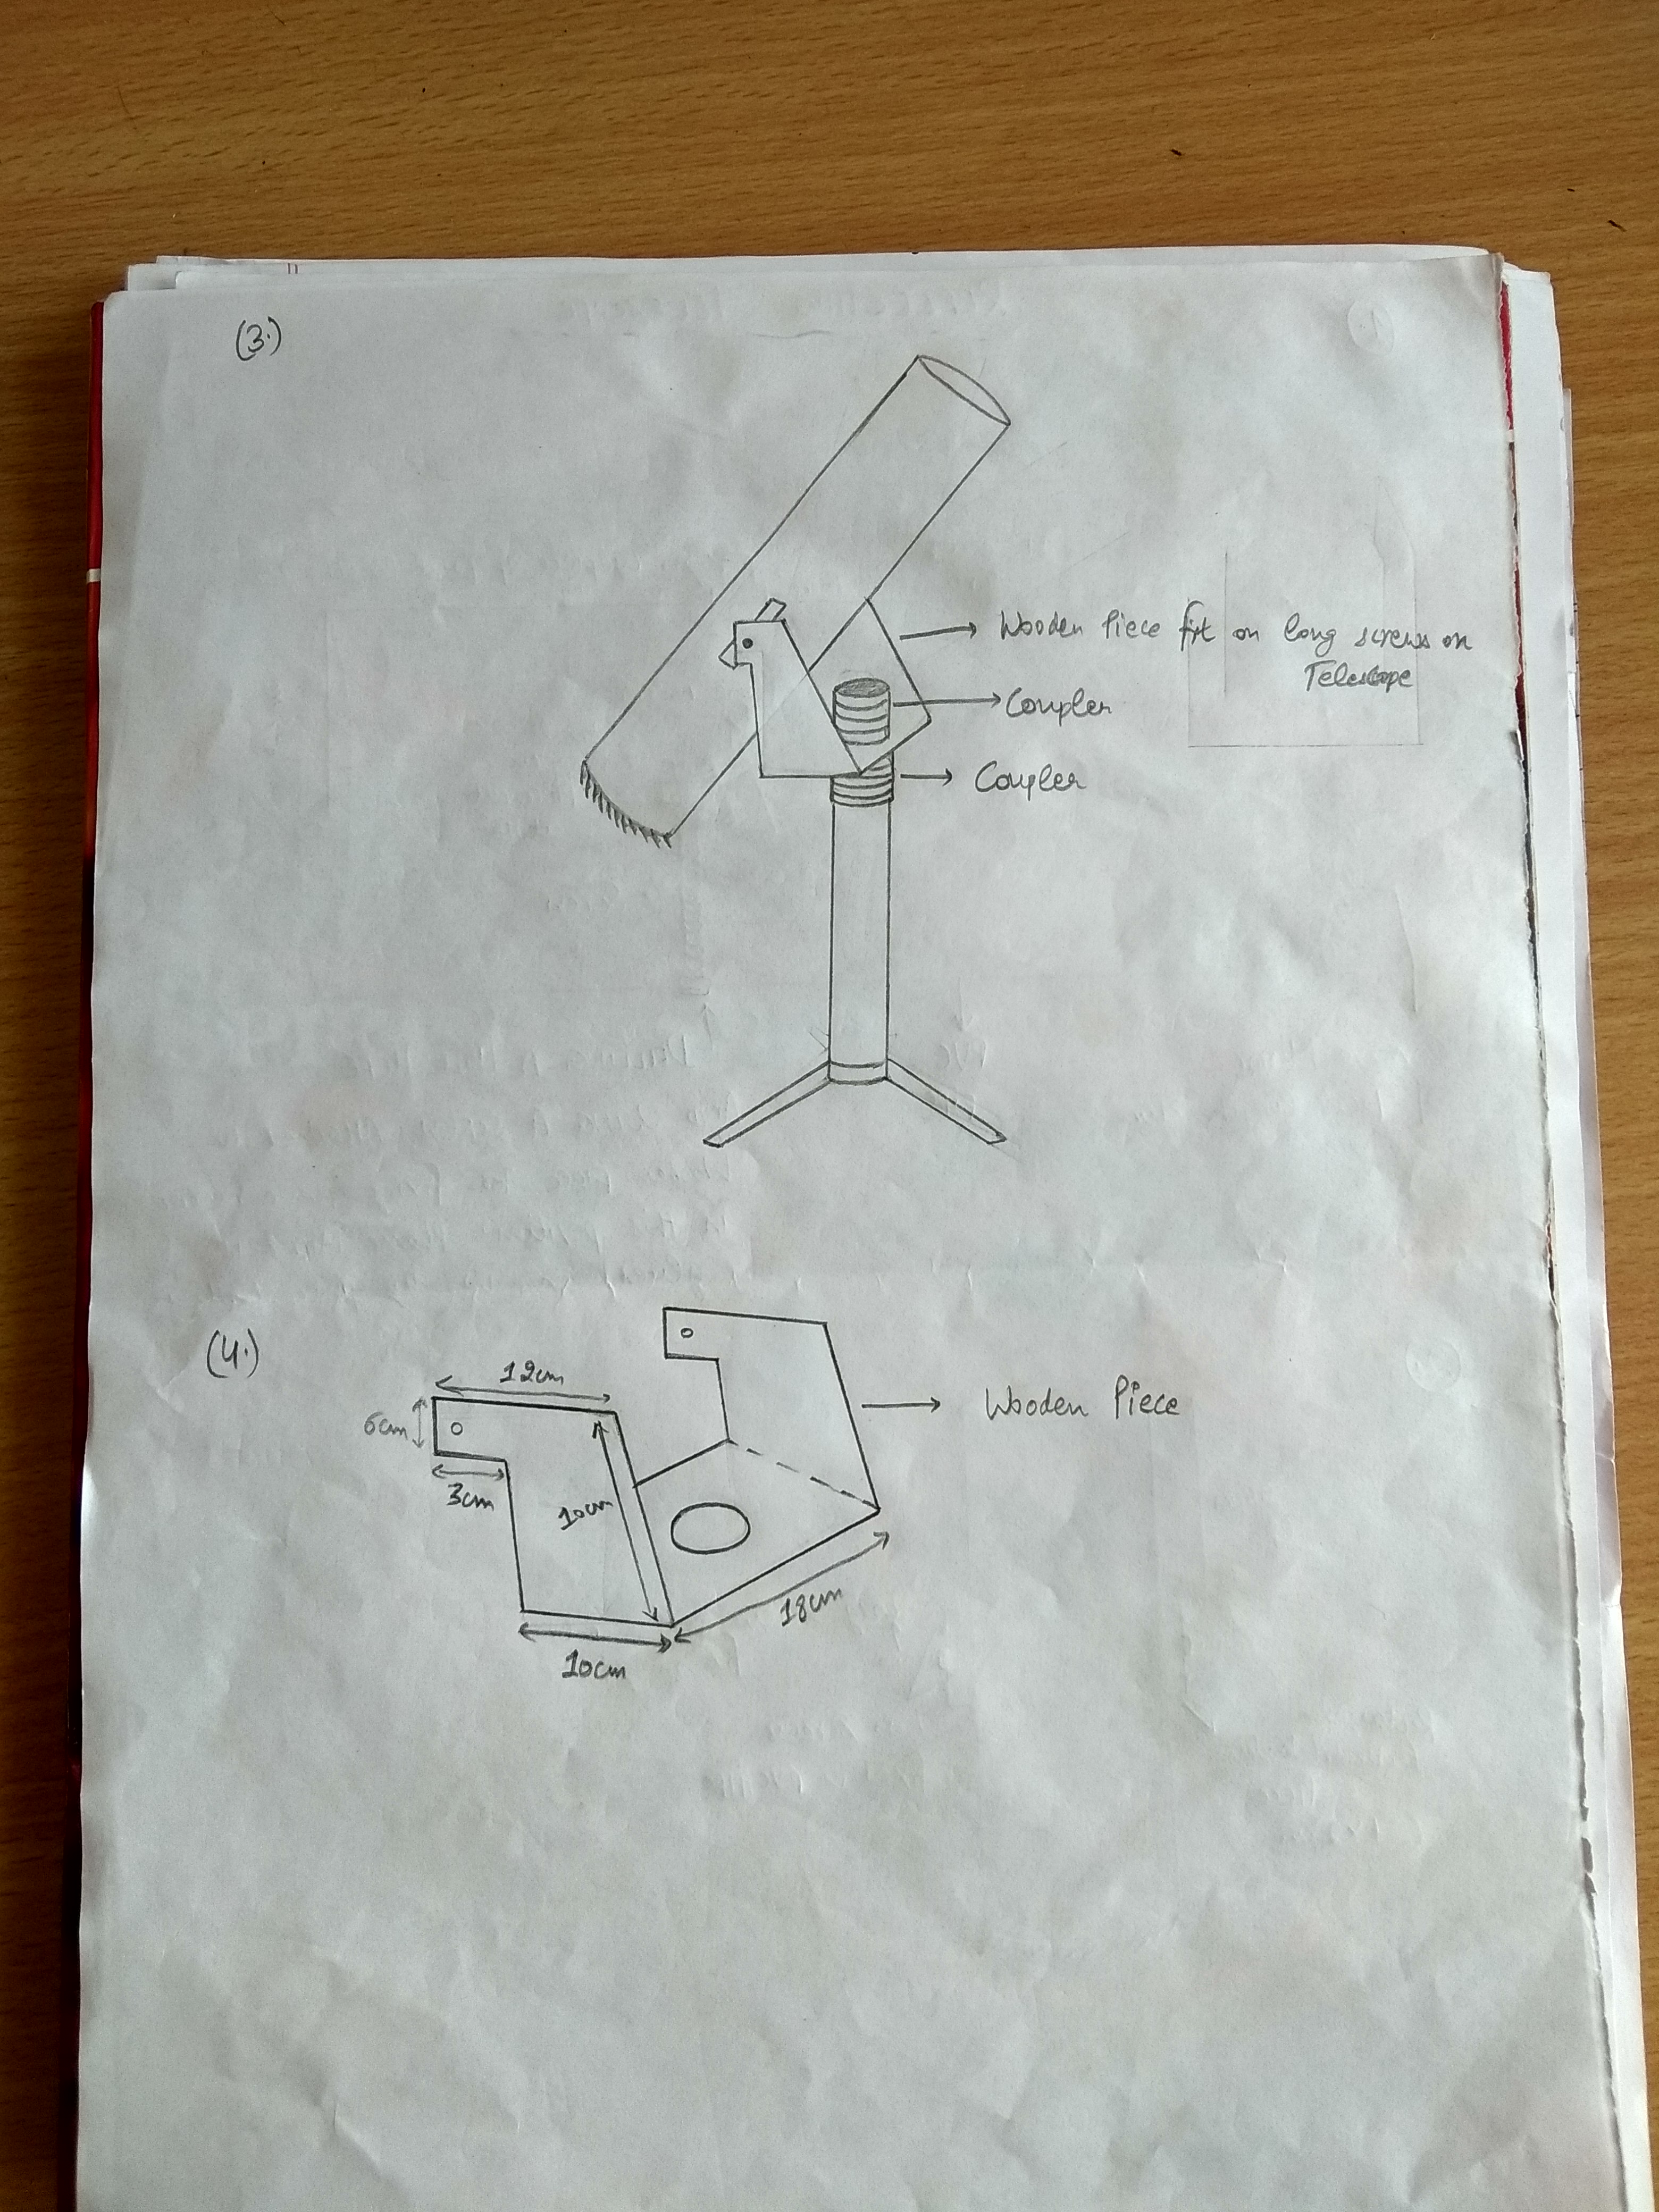 (3.)
Wooden Piece fit on long screws on
Telescope
Coupler
Coupler
(4.)
12cm
6cm
3cm
10cm
Wooden Piece
18cm
10cm